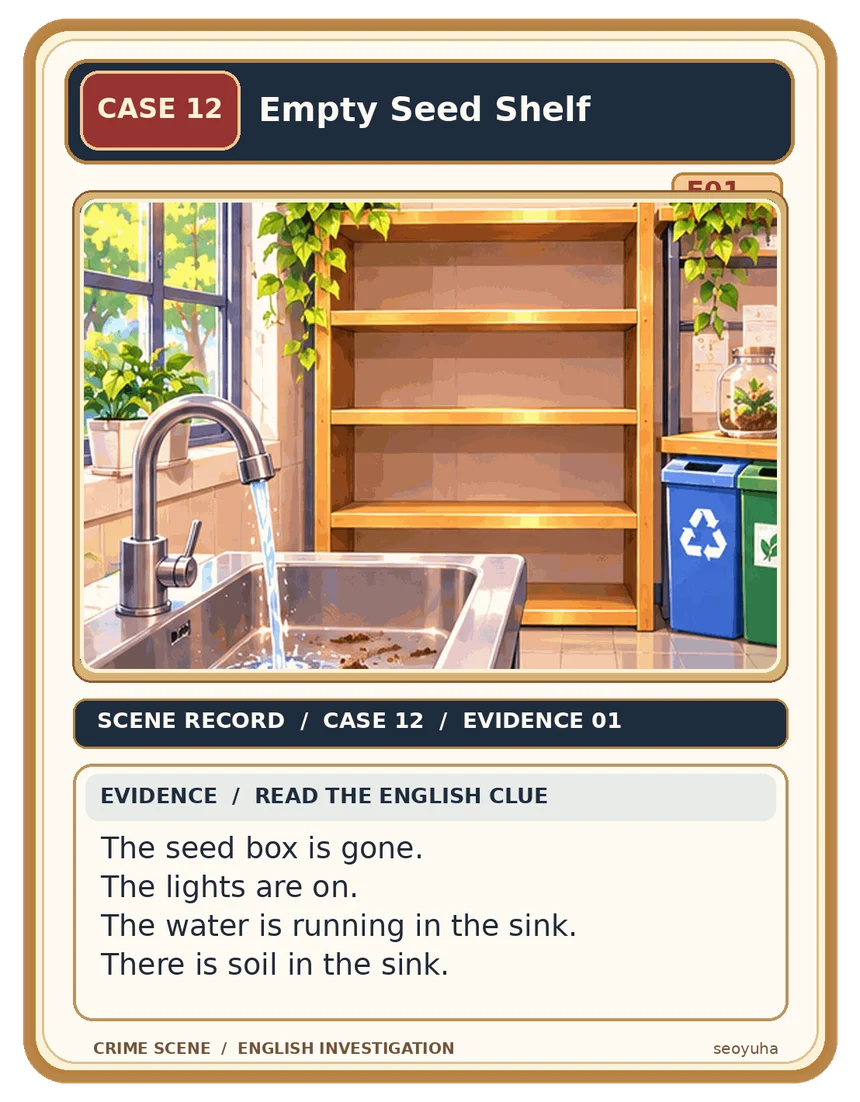 CASE 12
Empty Seed Shelf
E01
SCENE RECORD / CASE 12 / EVIDENCE 01
EVIDENCE / READ THE ENGLISH CLUE
The seed box is gone.
The lights are on.
The water is running in the sink.
There is soil in the sink.
CRIME SCENE / ENGLISH INVESTIGATION
seoyuha